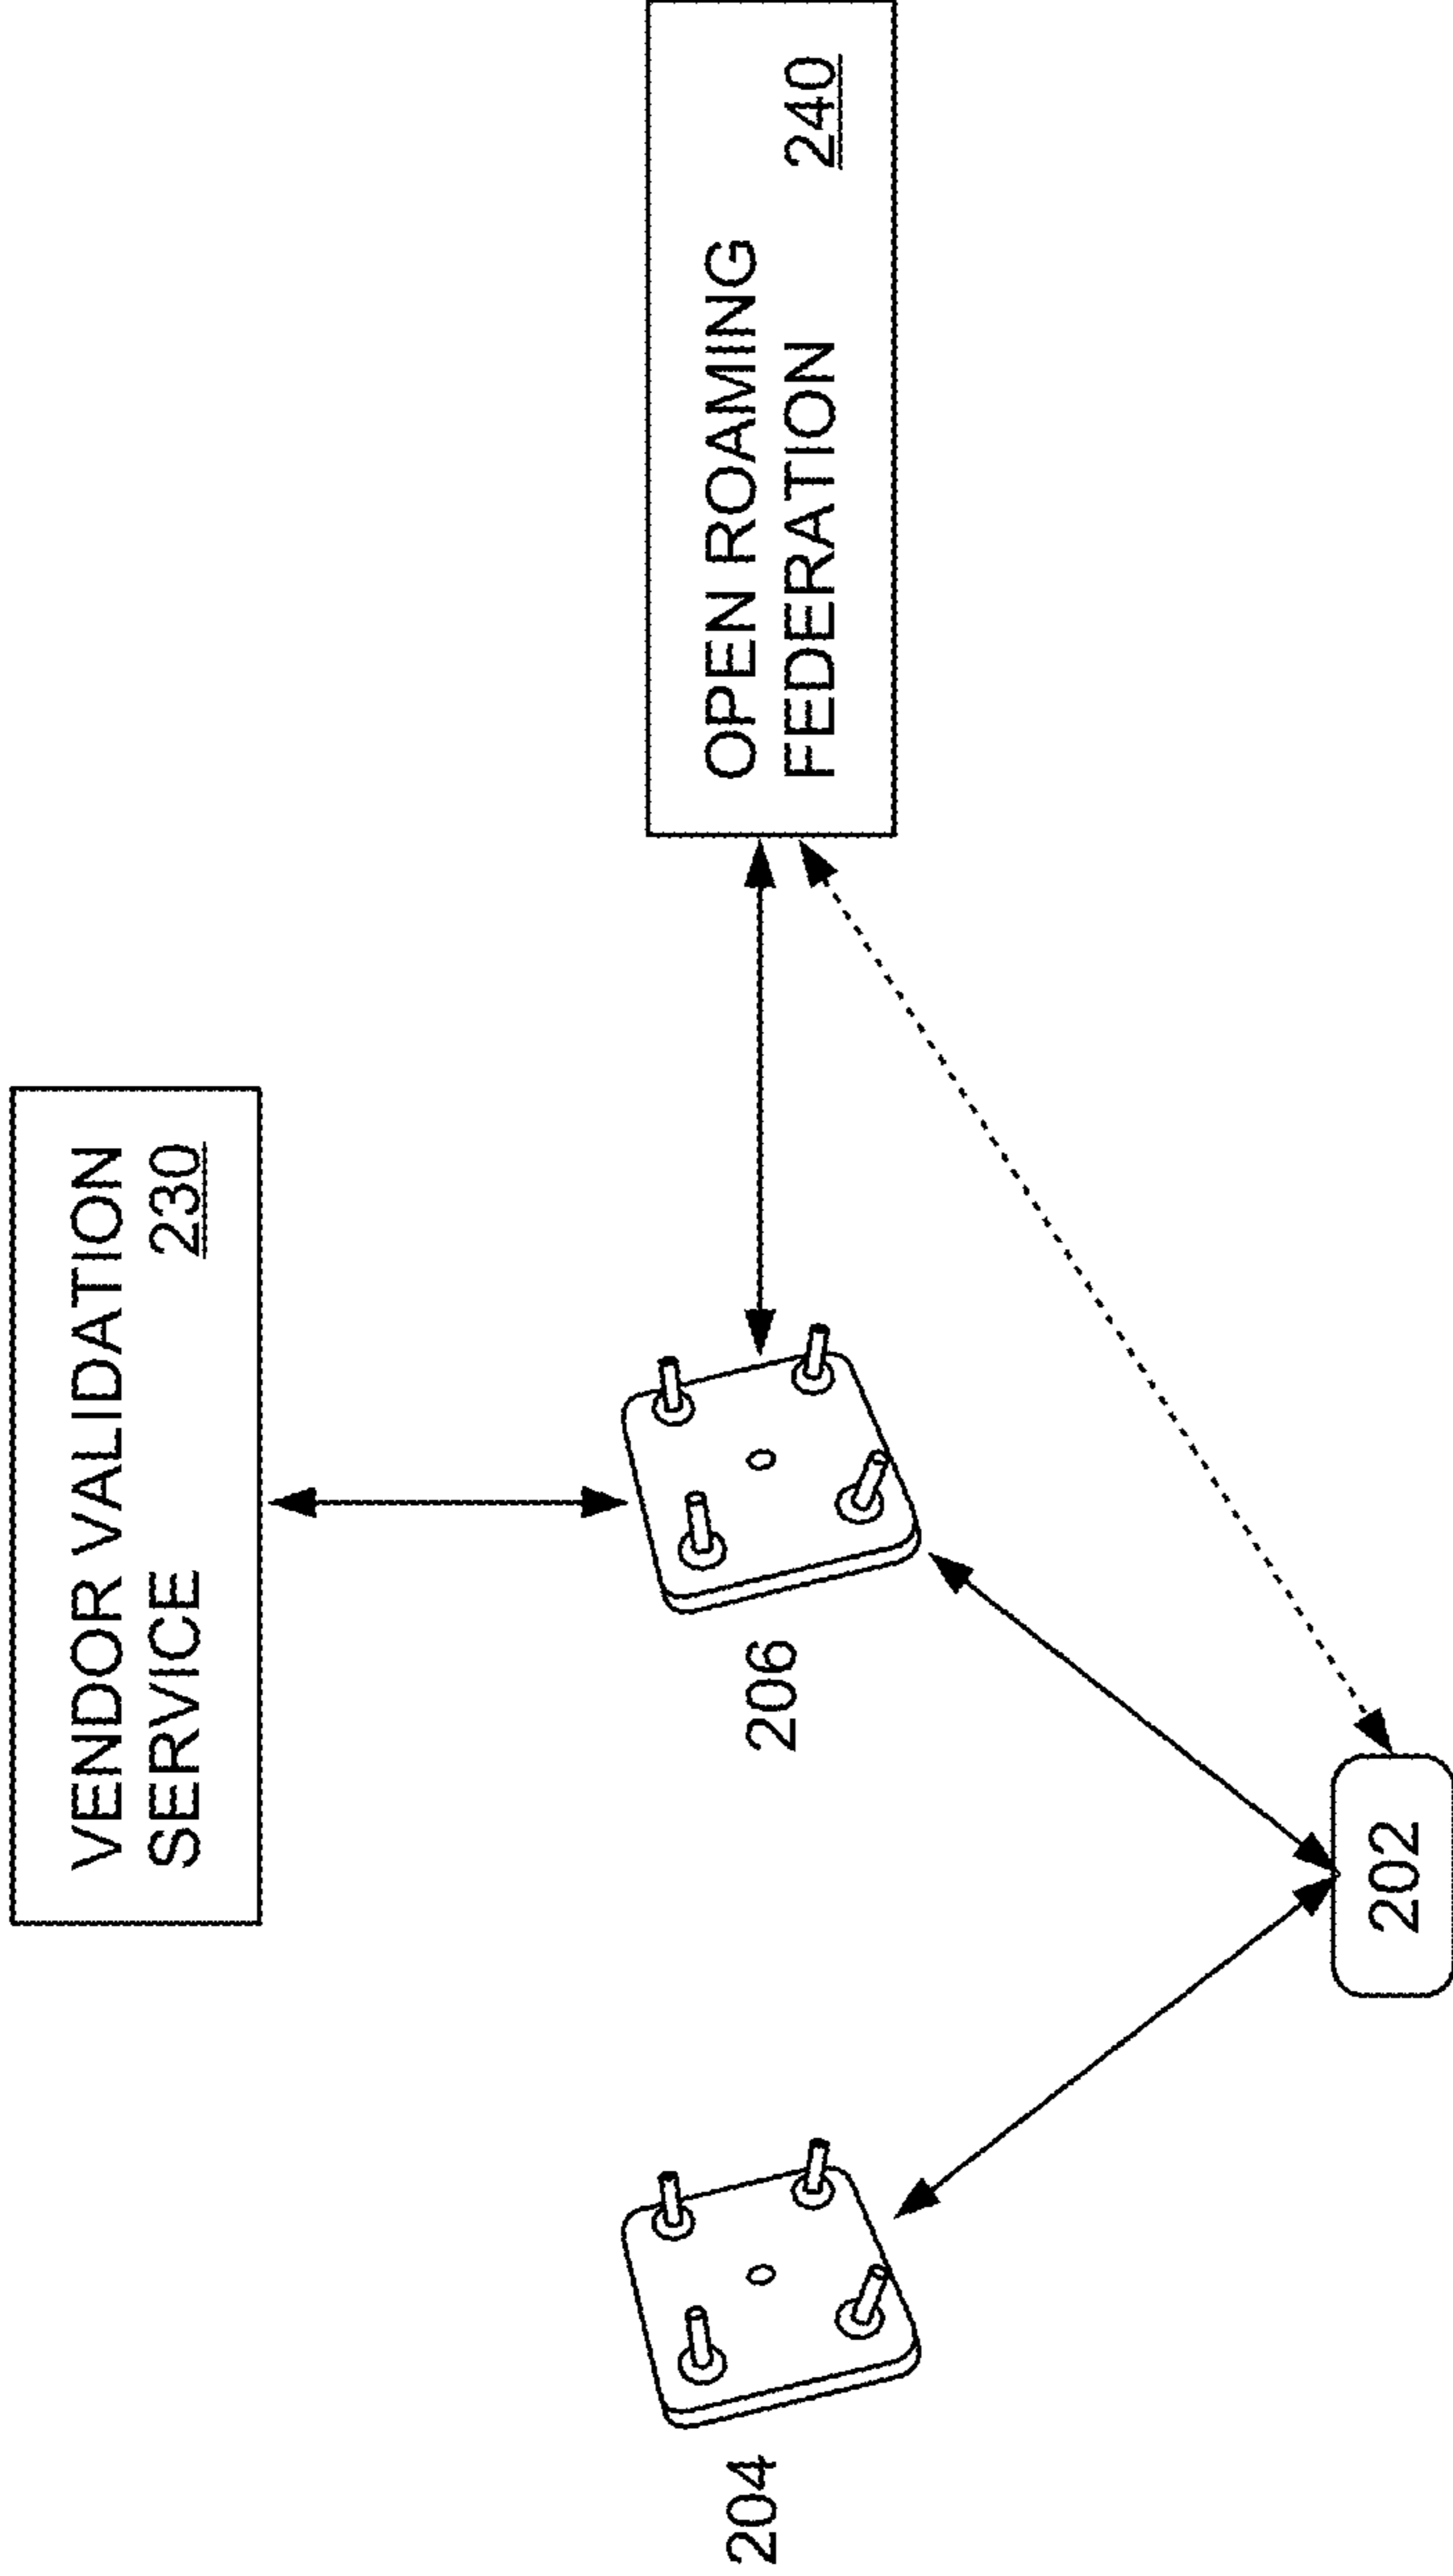 VENDOR VALIDATION
SERVICE 230
204
206
OPEN ROAMING
FEDERATION 240
202